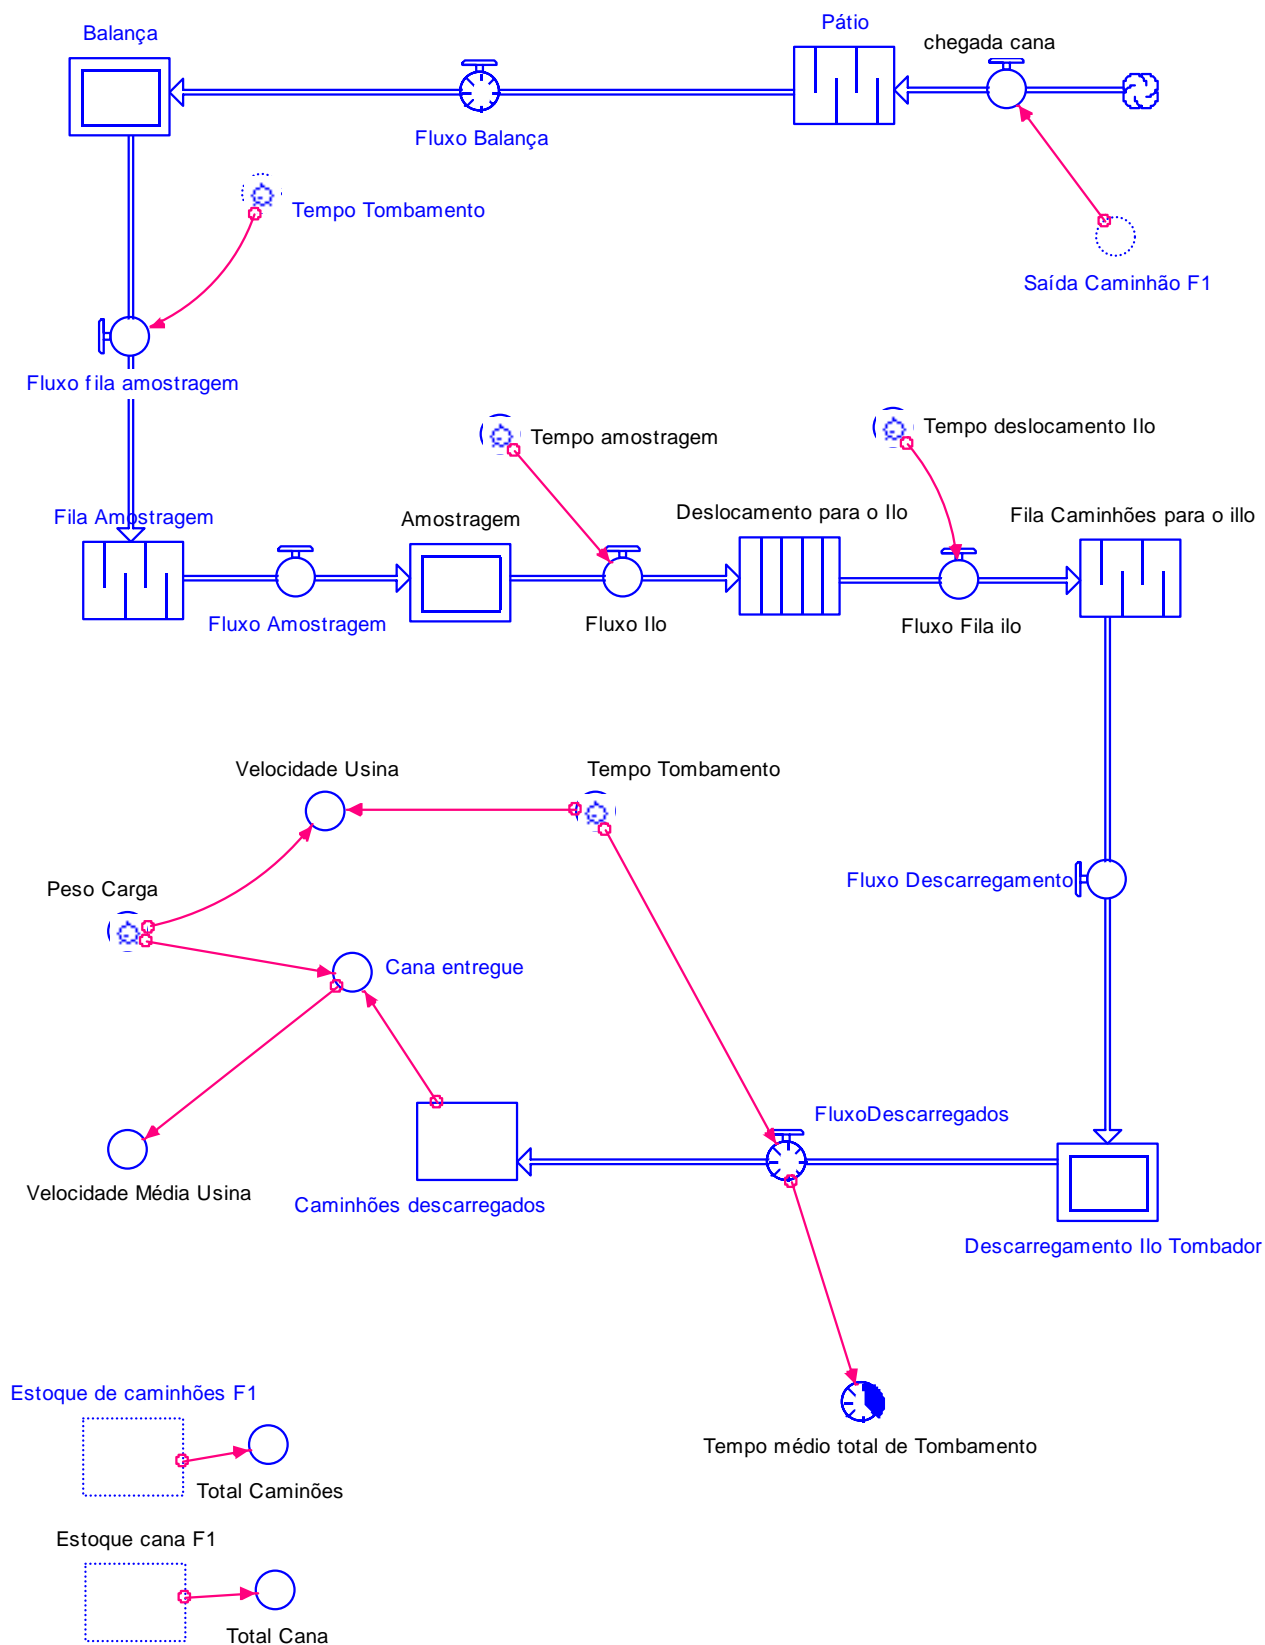 Balança
Pátio
chegada cana
Fluxo Balança
Tempo Tombamento
Saída Caminhão F1
Fluxo fila amostragem
Tempo amostragem
Tempo deslocamento Ilo
Fila Amostragem
Amostragem
Deslocamento para o Ilo
Fila Caminhões para o illo
Fluxo Amostragem
Fluxo Ilo
Fluxo Fila ilo
Velocidade Usina
Tempo Tombamento
Peso Carga
Fluxo Descarregamento
Cana entregue
FluxoDescarregados
Velocidade Média Usina
Caminhões descarregados
Descarregamento Ilo Tombador
Estoque de caminhões F1
Tempo médio total de Tombamento
Total Caminões
Estoque cana F1
Total Cana